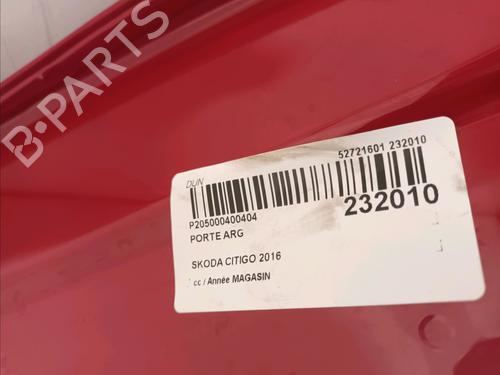 B-PARTS
52721601 232010
DUN
P205000400404
232010
PORTE ARG
SKODA CITIGO 2016
cc / Année MAGASIN